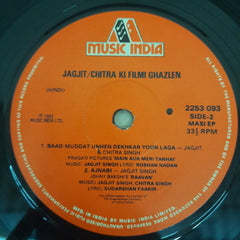 MUSIC INDIA
JAGJIT/CHITRA KI FILMI GHAZLEN
(HINDI)
2253 093
SIDE-2
MAXI EP
33⅓ RPM
℗ 1982
MUSIC INDIA LTD.
1. BAAD MUDDAT UNHEN DEKHKAR YOON LAGA — JAGJIT
& CHITRA SINGH
PRAGATI PICTURES 'MAIN AUR MERI TANHAI'
MUSIC: JAGJIT SINGH LYR: ROSHAN NADAN
2. AJNABI — JAGJIT SINGH
JOHNY BAKSHI'S 'RAAVAN'
MUSIC: JAGJIT SINGH, CHITRA SINGH
LYRIC: SUDARSHAN FAAKIR
MADE IN INDIA BY MUSIC INDIA LIMITED